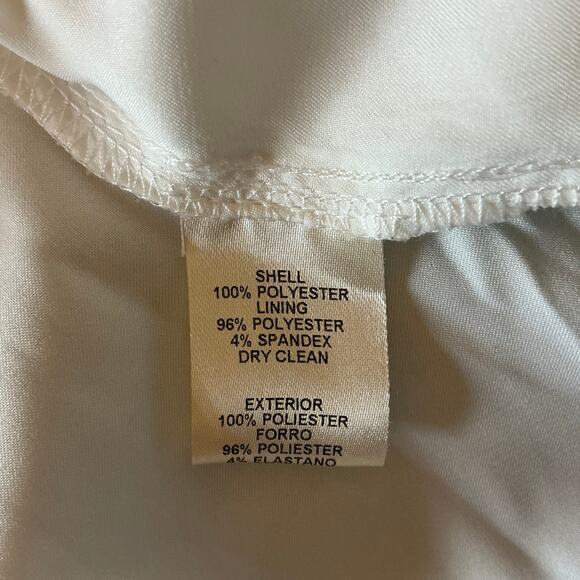 SHELL
100% POLYESTER
LINING
96% POLYESTER
4% SPANDEX
DRY CLEAN
EXTERIOR
100% POLIESTER
FORRO
96% POLIESTER
4% ELASTANO